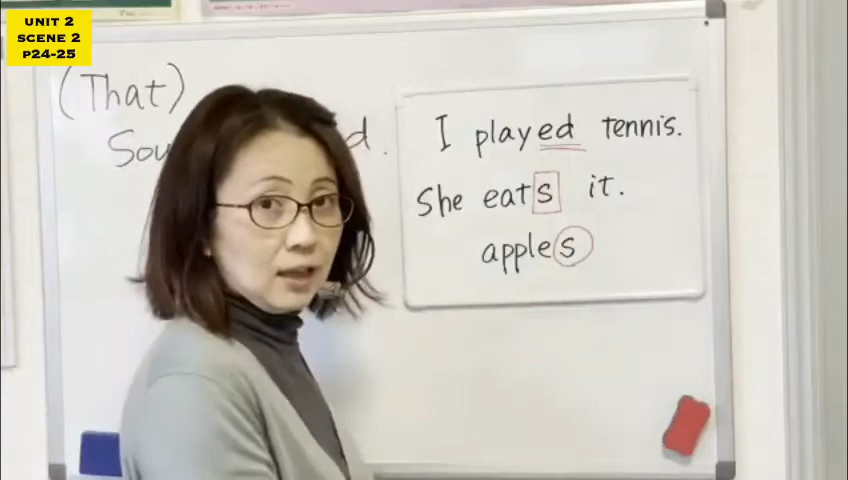 UNIT 2
SCENE 2
P24-25
(That)
I played tennis.
She eats it.
apples